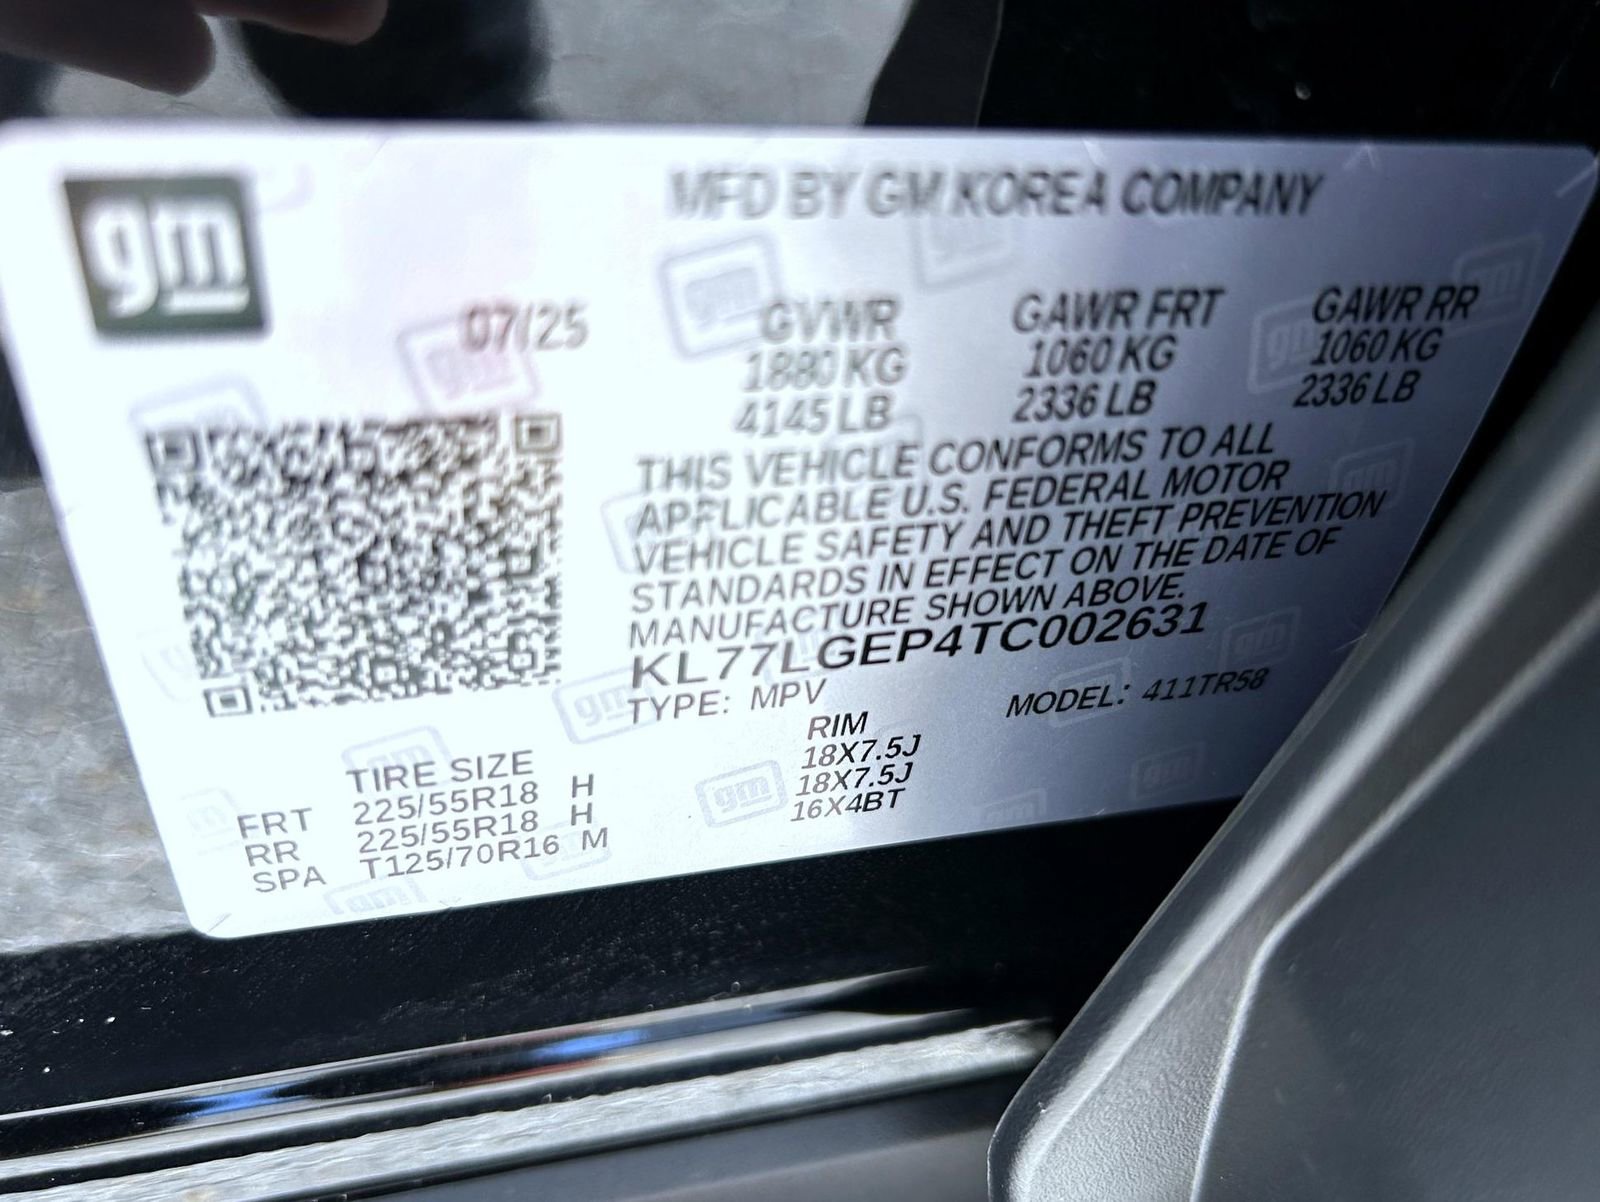 gm
MFD BY GM KOREA COMPANY
07/25
GVWR GAWR FRT GAWR RR
1880 KG 1060 KG 1060 KG
4145 LB 2336 LB 2336 LB
THIS VEHICLE CONFORMS TO ALL
APPLICABLE U.S. FEDERAL MOTOR
VEHICLE SAFETY AND THEFT PREVENTION
STANDARDS IN EFFECT ON THE DATE OF
MANUFACTURE SHOWN ABOVE.
KL77LGEP4TC002631
TYPE: MPV MODEL: 411TR58
TIRE SIZE RIM
FRT 225/55R18 H 18X7.5J
RR 225/55R18 H 18X7.5J
SPA T125/70R16 M 16X4BT